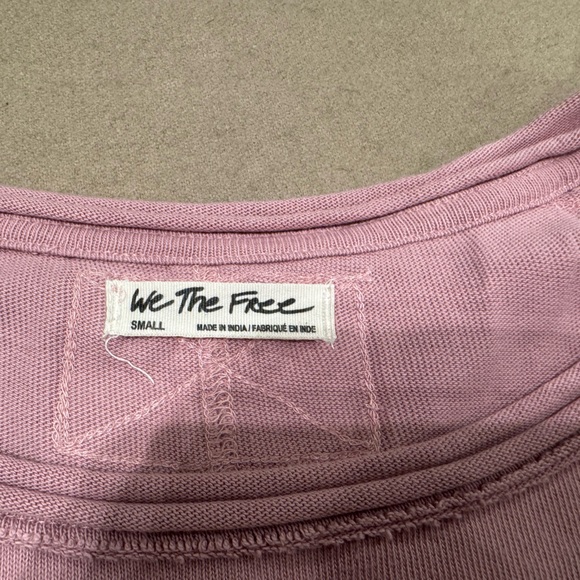 We The Free
SMALL MADE IN INDIA / FABRIQUÉ EN INDE